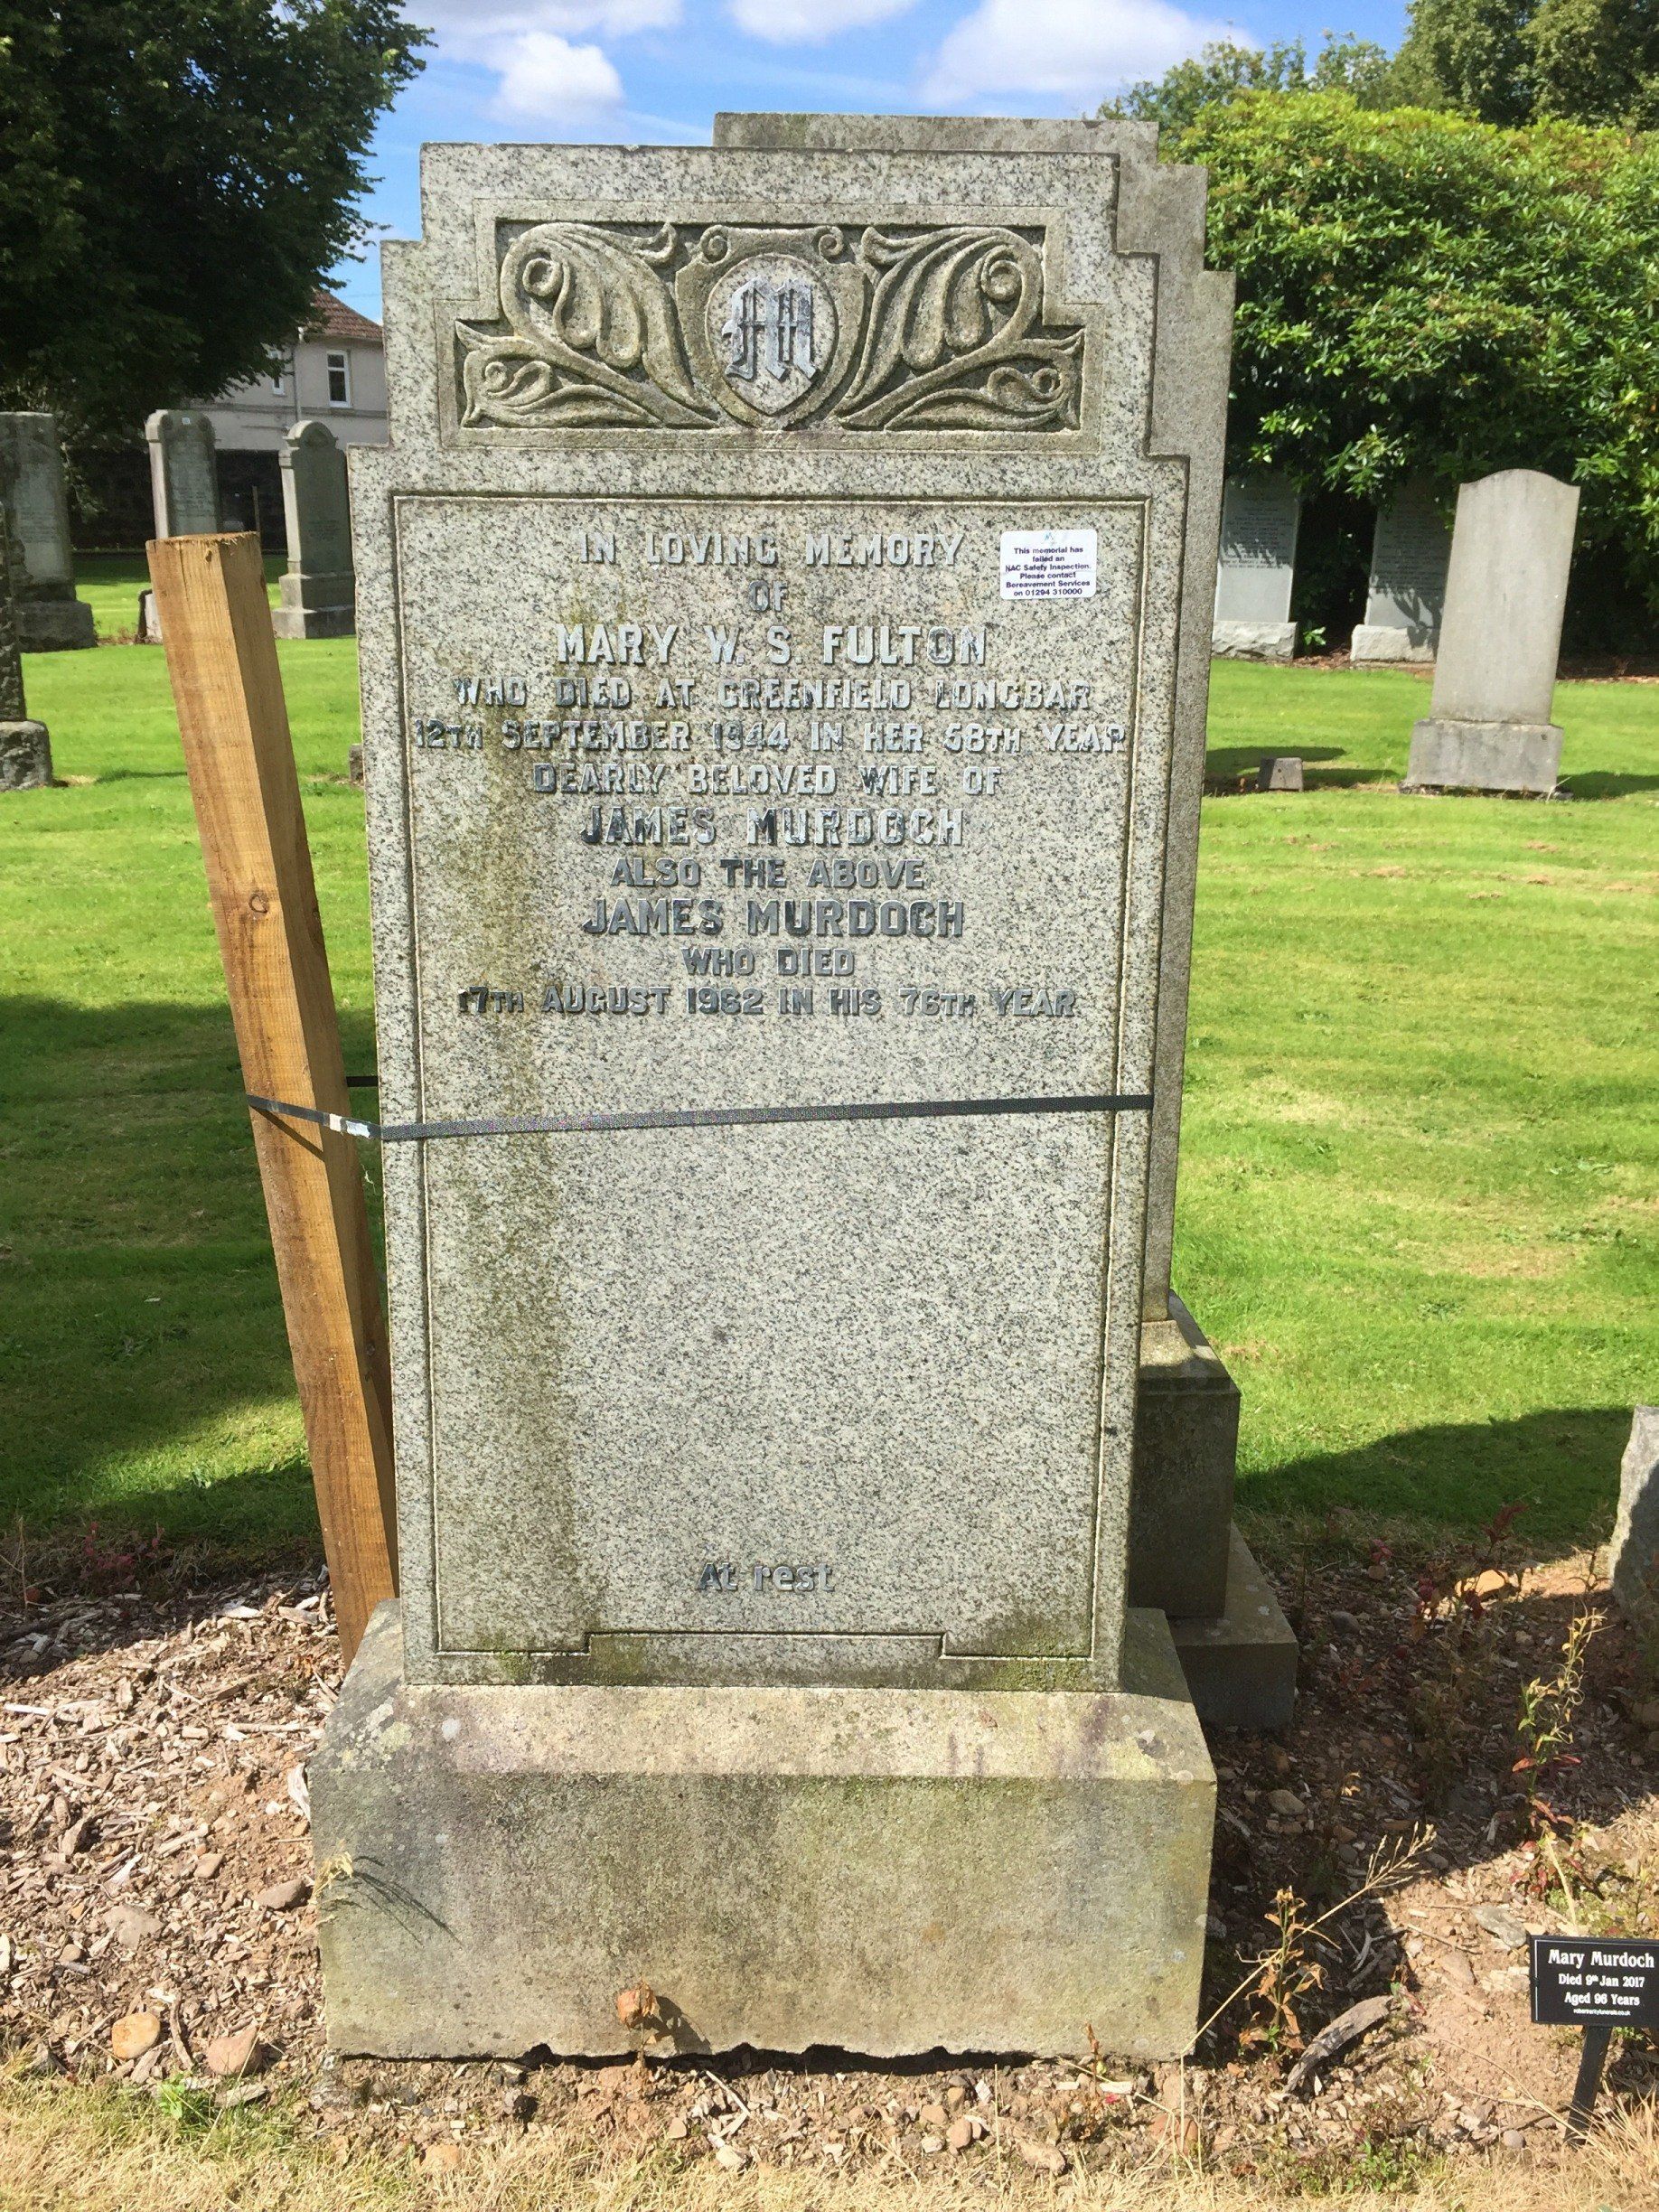 M
IN LOVING MEMORY
OF
MARY W. S. FULTON
WHO DIED AT GREENFIELD LONGBAR
12TH SEPTEMBER 1944 IN HER 58TH YEAR
DEARLY BELOVED WIFE OF
JAMES MURDOCH
ALSO THE ABOVE
JAMES MURDOCH
WHO DIED
17TH AUGUST 1962 IN HIS 76TH YEAR
At rest
This memorial has
failed an
NAC Safety Inspection.
Please contact
Bereavement Services
on 01294 310000
Mary Murdoch
Died 9th Jan 2017
Aged 96 Years